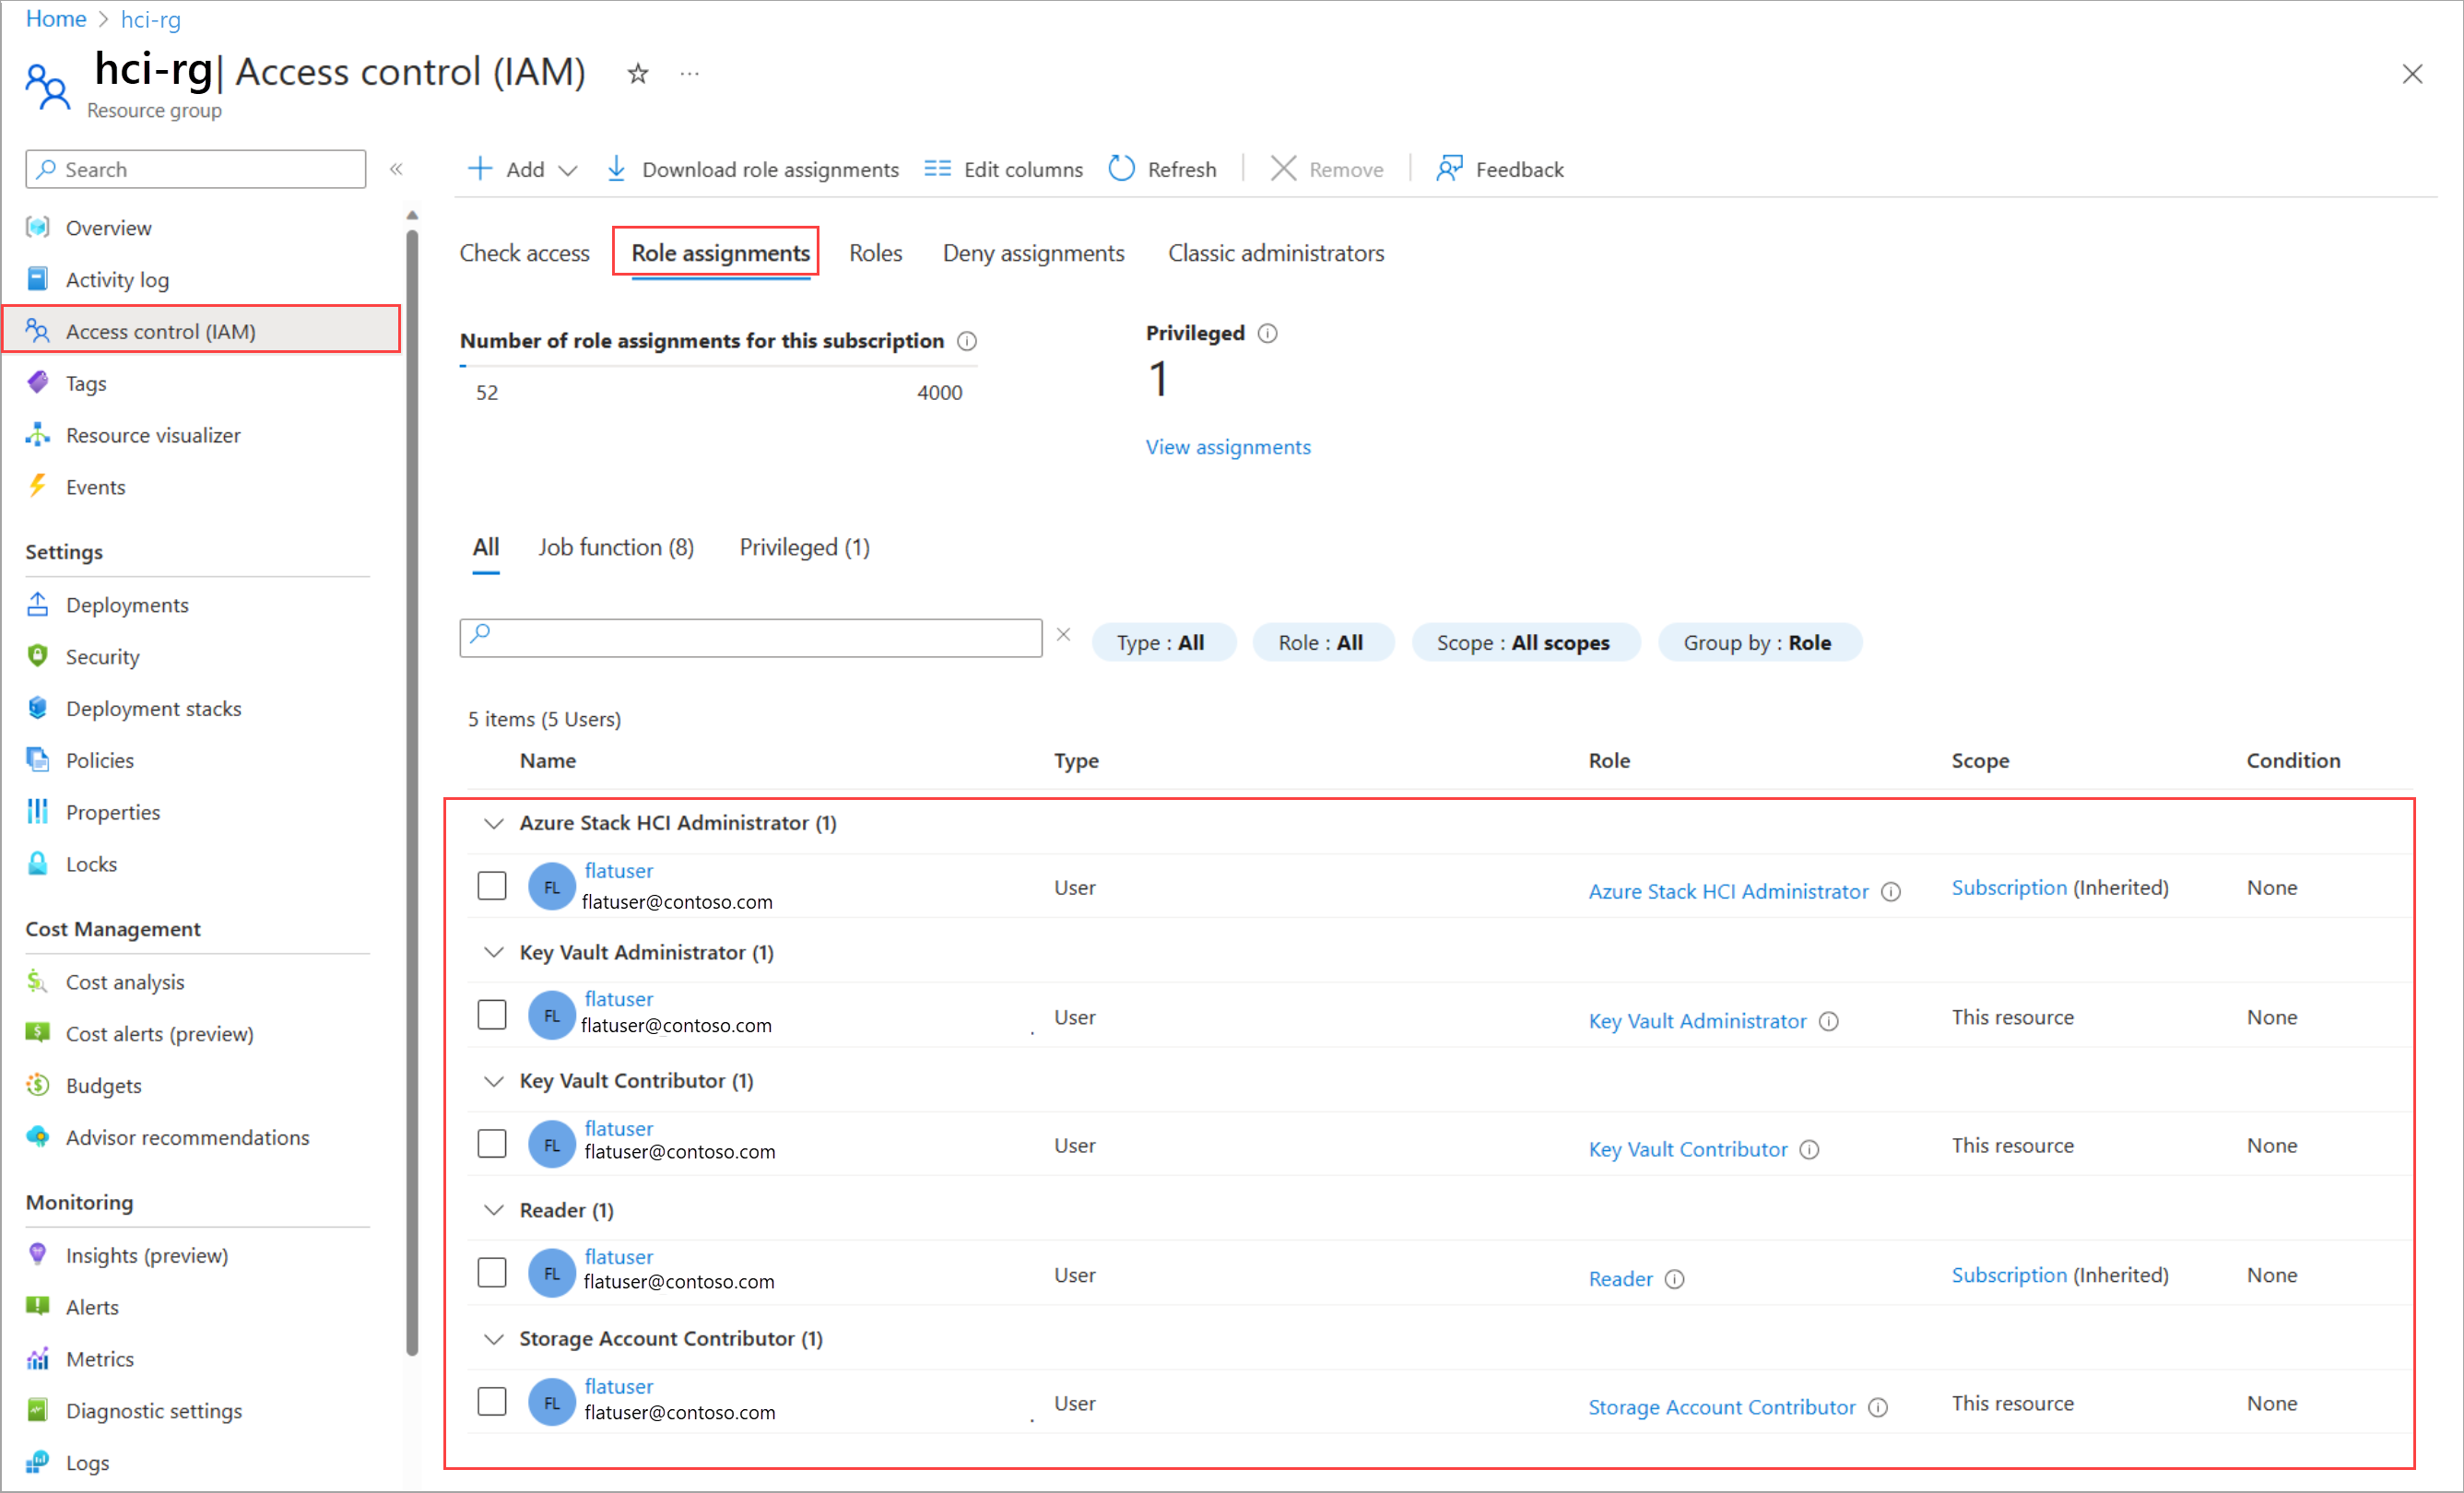 Home > hci-rg
hci-rg | Access control (IAM) ☆ ...
Resource group
Search «
Overview
Activity log
Access control (IAM)
Tags
Resource visualizer
Events
Settings
Deployments
Security
Deployment stacks
Policies
Properties
Locks
Cost Management
Cost analysis
Cost alerts (preview)
Budgets
Advisor recommendations
Monitoring
Insights (preview)
Alerts
Metrics
Diagnostic settings
Logs
Add Download role assignments Edit columns Refresh Remove Feedback
Check access Role assignments Roles Deny assignments Classic administrators
Number of role assignments for this subscription
52 4000
Privileged
1
View assignments
All Job function (8) Privileged (1)
Type : All Role : All Scope : All scopes Group by : Role
5 items (5 Users)
Name Type Role Scope Condition
Azure Stack HCI Administrator (1)
FL flatuser
flatuser@contoso.com User Azure Stack HCI Administrator Subscription (Inherited) None
Key Vault Administrator (1)
FL flatuser
flatuser@contoso.com . User Key Vault Administrator This resource None
Key Vault Contributor (1)
FL flatuser
flatuser@contoso.com User Key Vault Contributor This resource None
Reader (1)
FL flatuser
flatuser@contoso.com User Reader Subscription (Inherited) None
Storage Account Contributor (1)
FL flatuser
flatuser@contoso.com . User Storage Account Contributor This resource None